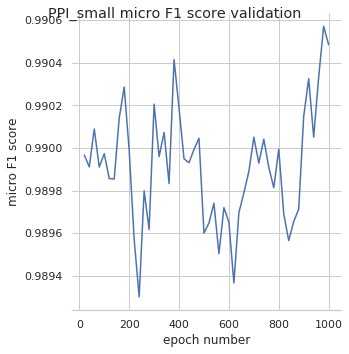 PPI_small micro F1 score validation
0.9906
0.9904
0.9902
0.9900
0.9898
0.9896
0.9894
micro F1 score
0 200 400 600 800 1000
epoch number